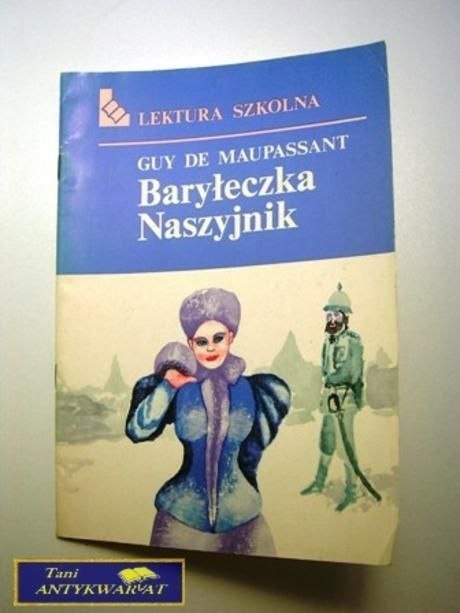 LEKTURA SZKOLNA
GUY DE MAUPASSANT
Baryłeczka
Naszyjnik
Tani
ANTYKWARIAT